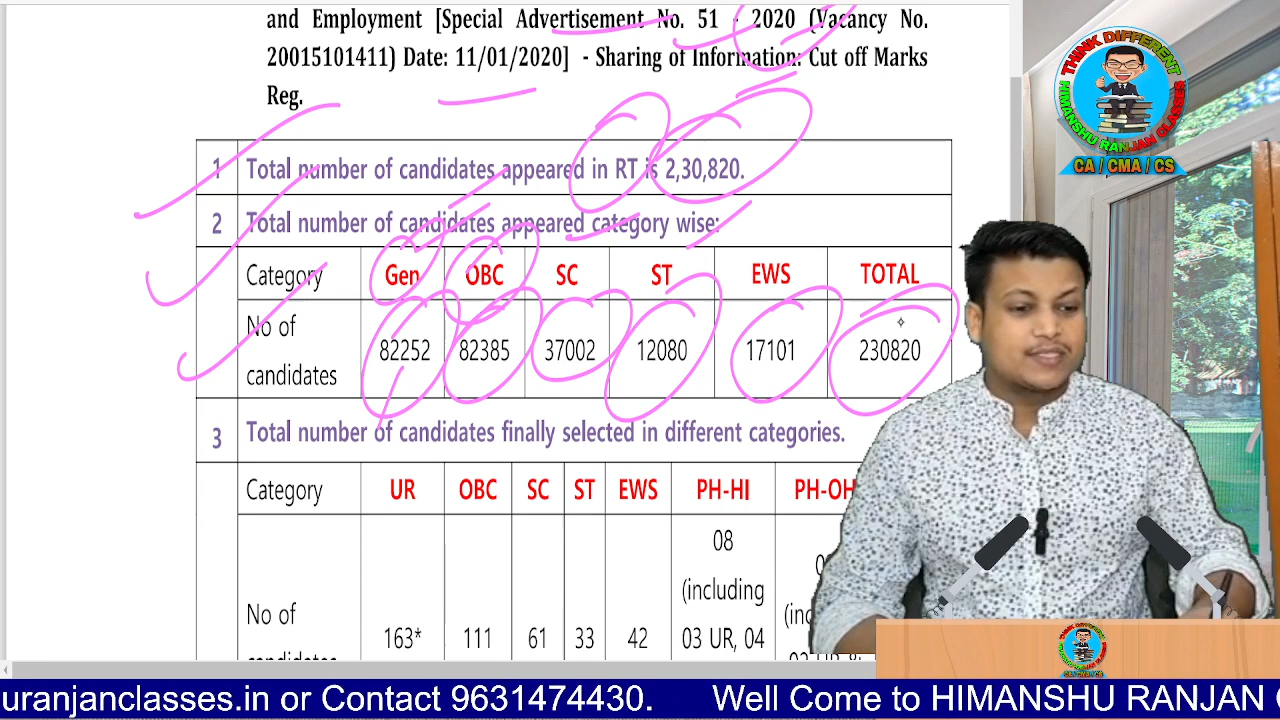 and Employment [Special Advertisement No. 51 - 2020 (Vacancy No.
20015101411) Date: 11/01/2020] - Sharing of Information: Cut off Marks
Reg.
1 Total number of candidates appeared in RT is 2,30,820.
2 Total number of candidates appeared category wise:
Category Gen OBC SC ST EWS TOTAL
No of candidates 82252 82385 37002 12080 17101 230820
3 Total number of candidates finally selected in different categories.
Category UR OBC SC ST EWS PH-HI PH-OH
No of 163* 111 61 33 42
08
(including
03 UR, 04
THINK DIFFERENT
HIMANSHU RANJAN CLASSES
CA / CMA / CS
uranjanclasses.in or Contact 9631474430. Well Come to HIMANSHU RANJAN